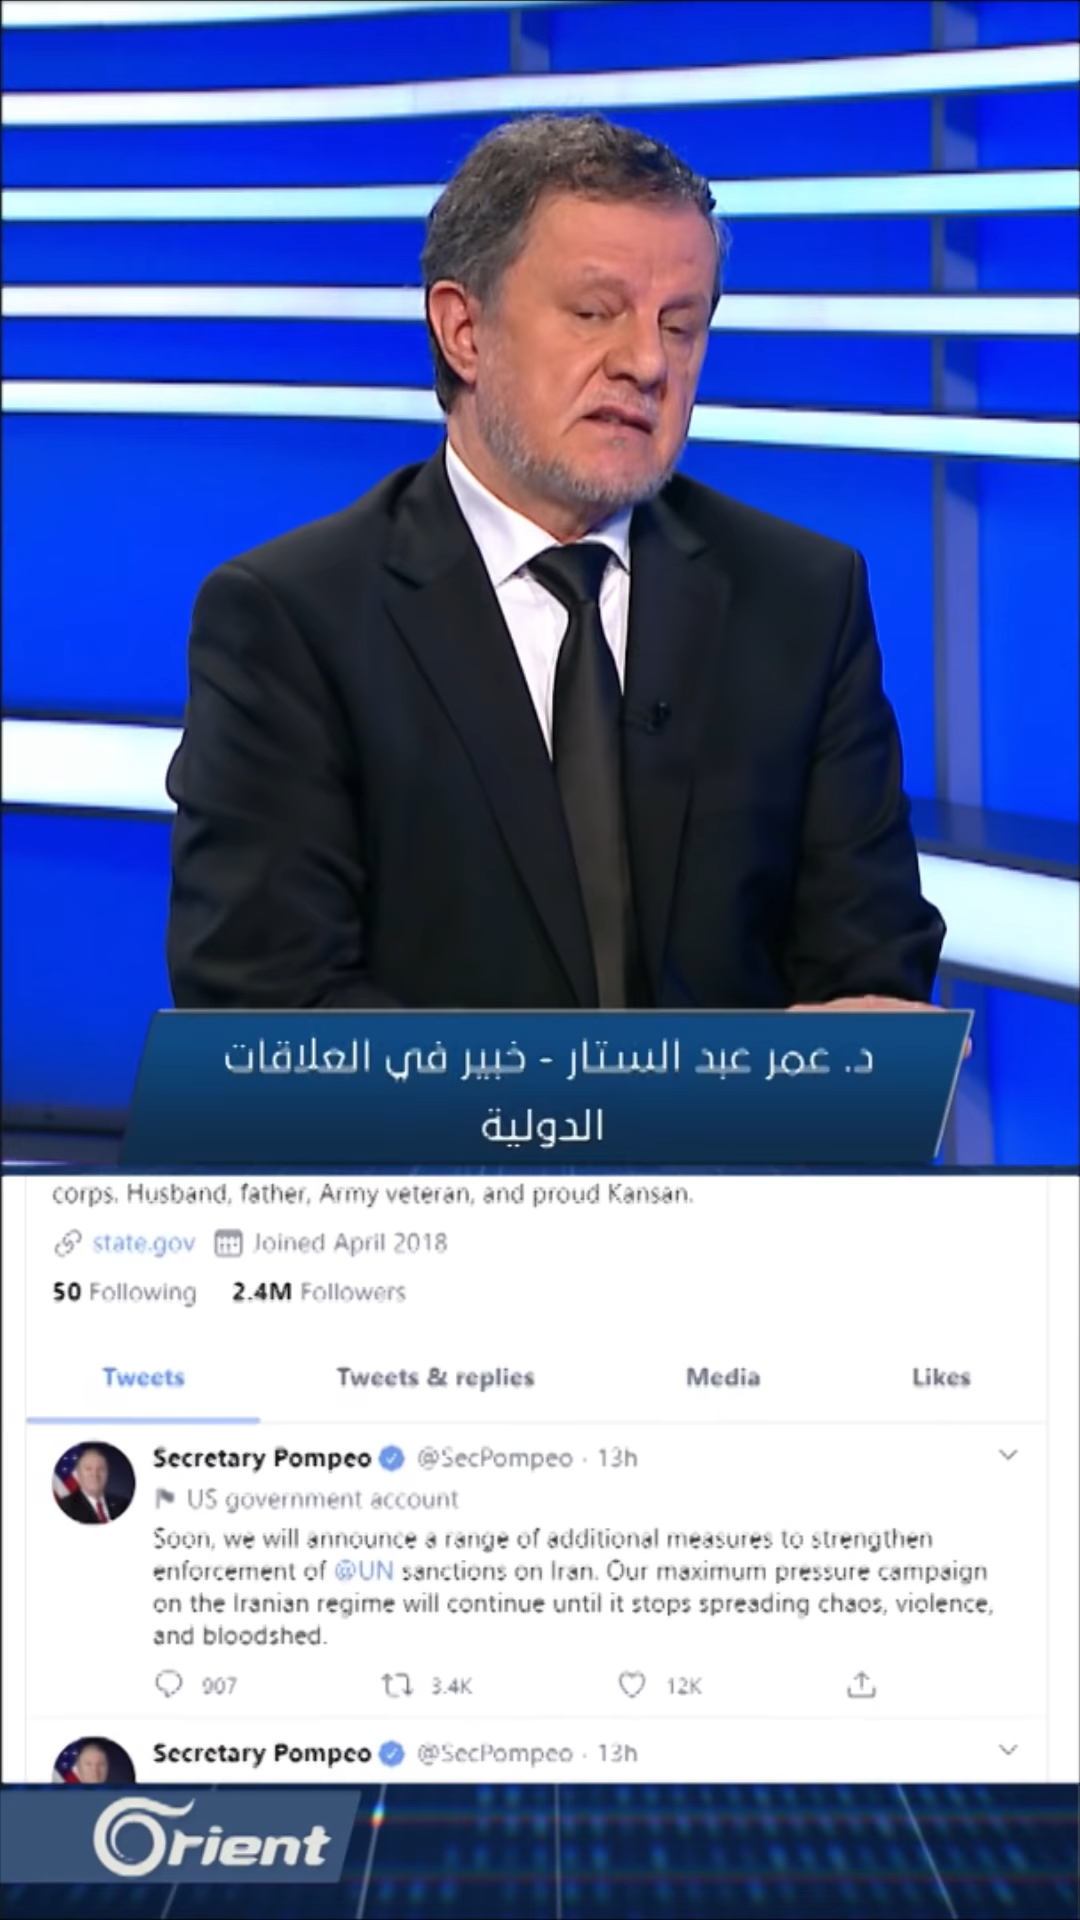 د. عمر عبد الستار - خبير في العلاقات
الدولية
corps. Husband, father, Army veteran, and proud Kansan.
state.gov Joined April 2018
50 Following 2.4M Followers
Tweets Tweets & replies Media Likes
Secretary Pompeo @SecPompeo · 13h
US government account
Soon, we will announce a range of additional measures to strengthen
enforcement of @UN sanctions on Iran. Our maximum pressure campaign
on the Iranian regime will continue until it stops spreading chaos, violence,
and bloodshed.
907 3.4K 12K
Secretary Pompeo @SecPompeo · 13h
Orient